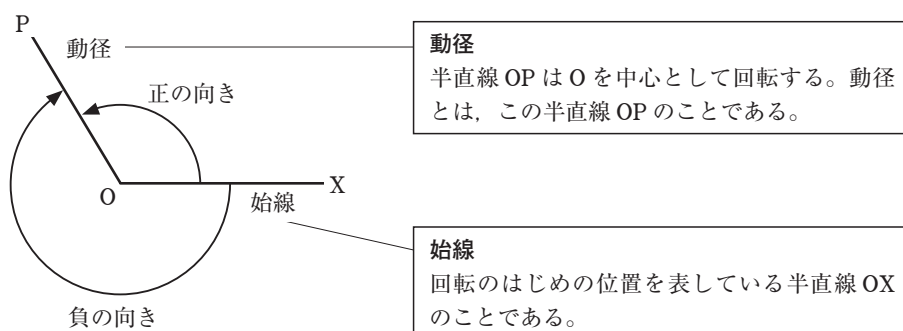 P
動径
正の向き
O
X
始線
負の向き
動径
半直線 OP は O を中心として回転する。動径
とは，この半直線 OP のことである。
始線
回転のはじめの位置を表している半直線 OX
のことである。